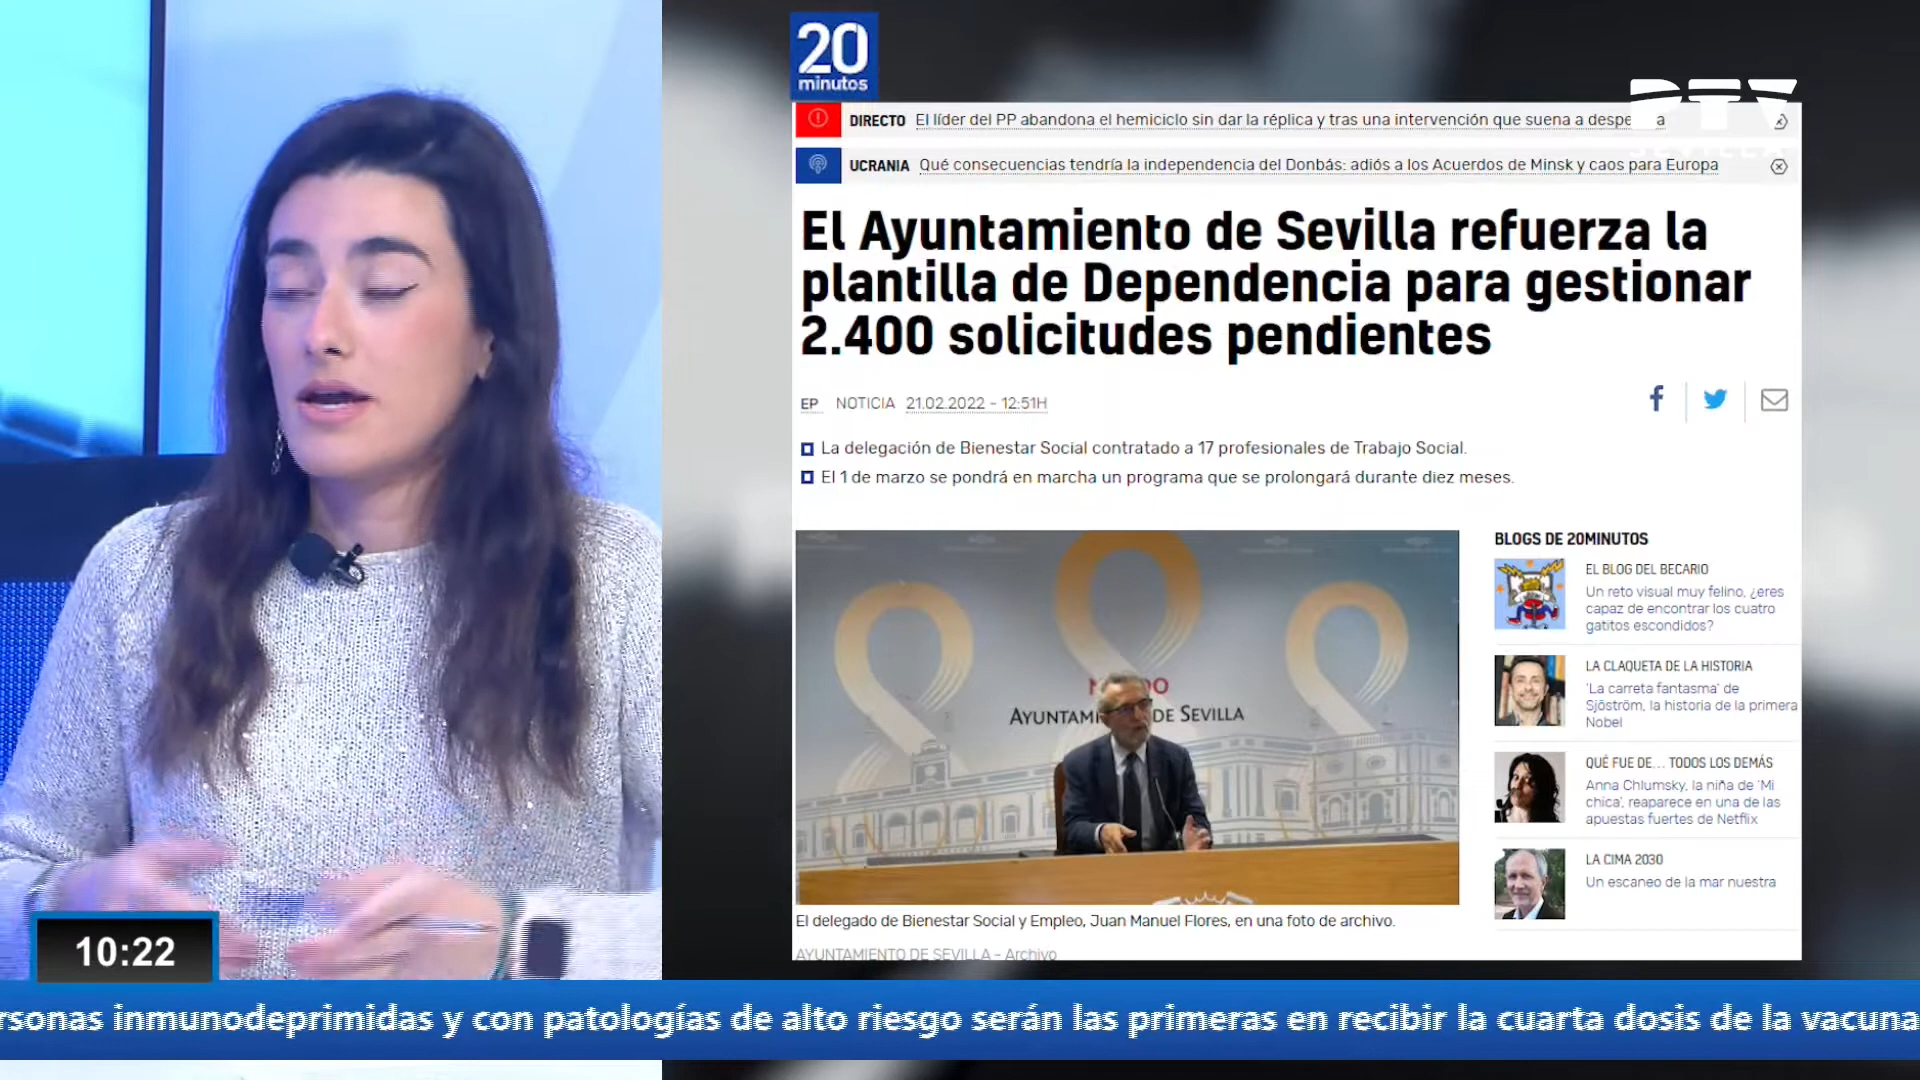 20
minutos
PTV
SEVILLA
DIRECTO El líder del PP abandona el hemiciclo sin dar la réplica y tras una intervención que suena a
UCRANIA Qué consecuencias tendría la independencia del Donbás: adiós a los Acuerdos de Minsk y caos para Europa
El Ayuntamiento de Sevilla refuerza la
plantilla de Dependencia para gestionar
2.400 solicitudes pendientes
EP NOTICIA 21.02.2022 - 12:51H
La delegación de Bienestar Social contratado a 17 profesionales de Trabajo Social.
El 1 de marzo se pondrá en marcha un programa que se prolongará durante diez meses.
AYUNTAMI DE SEVILLA
El delegado de Bienestar Social y Empleo, Juan Manuel Flores, en una foto de archivo.
AYUNTAMIENTO DE SEVILLA - Archivo
BLOGS DE 20MINUTOS
EL BLOG DEL BECARIO
Un reto visual muy felino, ¿eres
capaz de encontrar los cuatro
gatitos escondidos?
LA CLAQUETA DE LA HISTORIA
'La carreta fantasma' de
Sjöström, la historia de la primera
Nobel
QUÉ FUE DE... TODOS LOS DEMÁS
Anna Chlumsky, la niña de 'Mi
chica', reaparece en una de las
apuestas fuertes de Netflix
LA CIMA 2030
Un escaneo de la mar nuestra
10:22
rsonas inmunodeprimidas y con patologías de alto riesgo serán las primeras en recibir la cuarta dosis de la vacuna